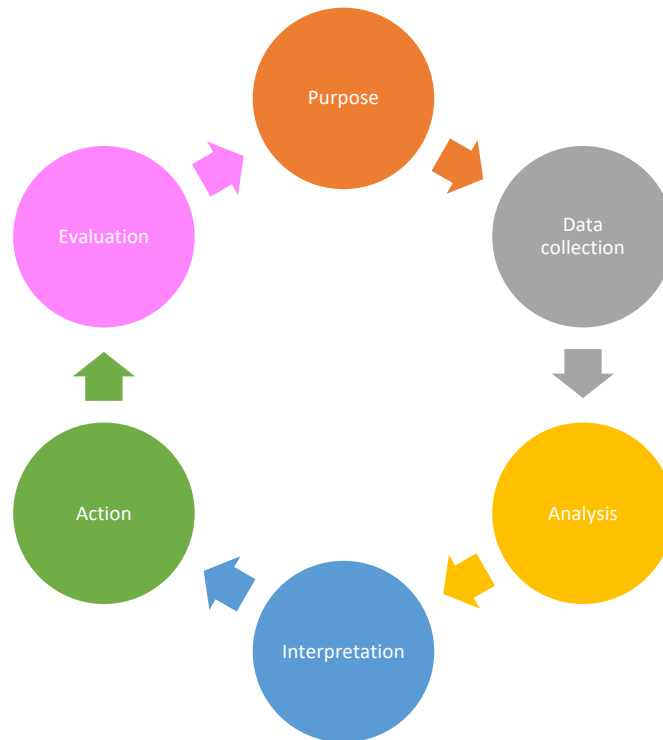 Purpose
Data
collection
Analysis
Interpretation
Action
Evaluation